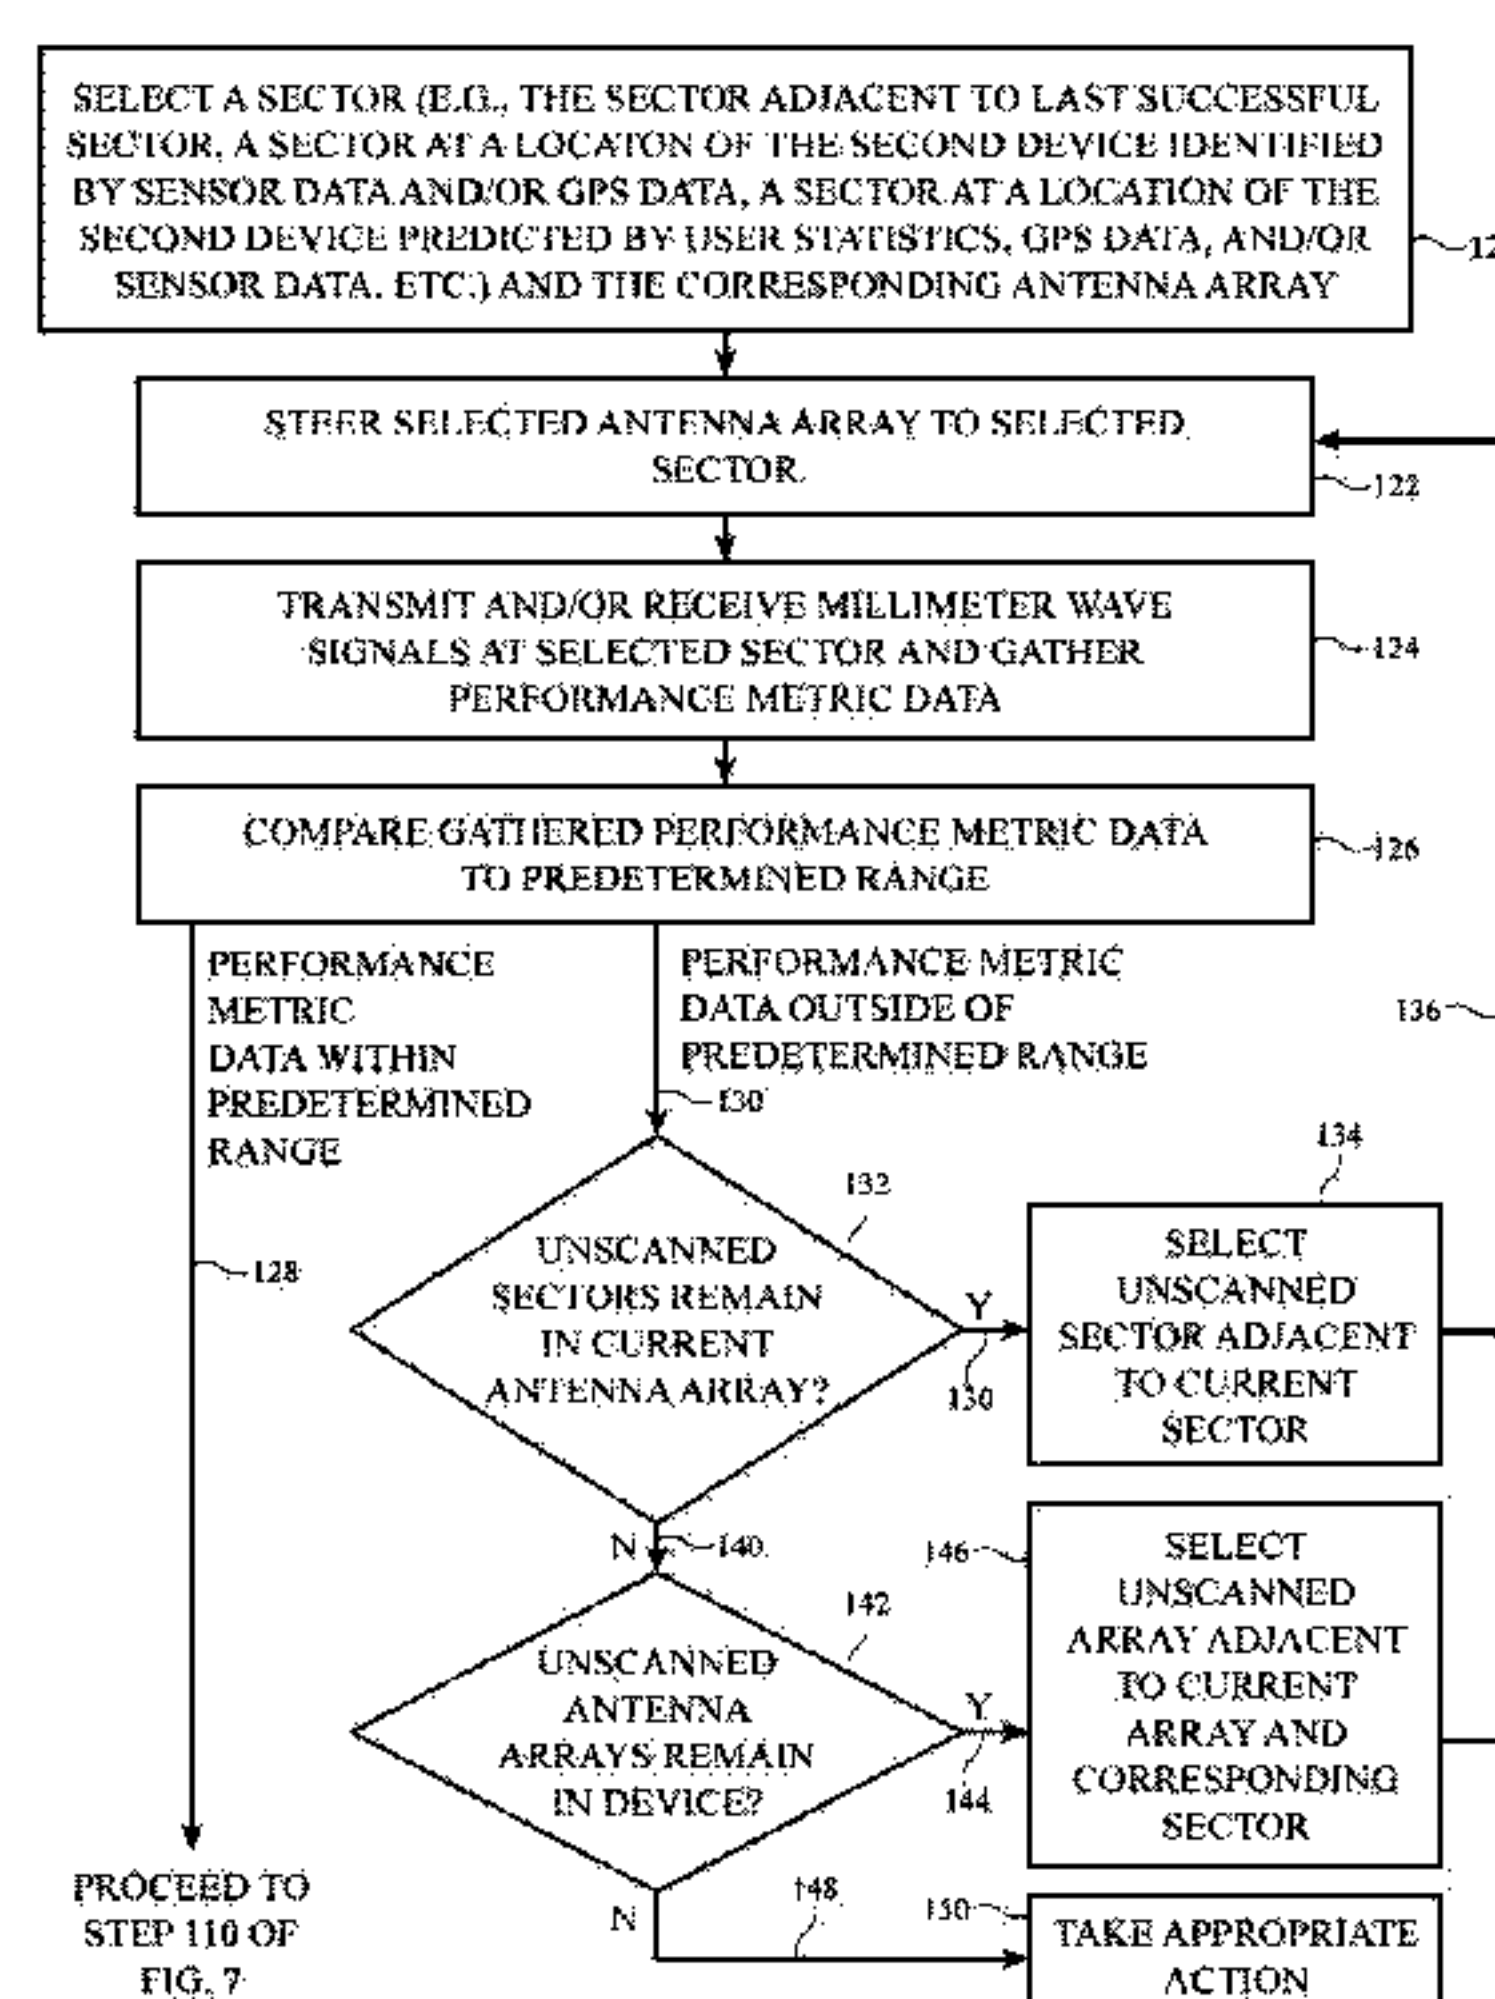 SELECT A SECTOR (E.G., THE SECTOR ADJACENT TO LAST SUCCESSFUL
SECTOR, A SECTOR AT A LOCATON OF THE SECOND DEVICE IDENTIFIED
BY SENSOR DATA AND/OR GPS DATA, A SECTOR AT A LOCATION OF THE
SECOND DEVICE PREDICTED BY USER STATISTICS, GPS DATA, AND/OR
SENSOR DATA, ETC.) AND THE CORRESPONDING ANTENNA ARRAY
STEER SELECTED ANTENNA ARRAY TO SELECTED
SECTOR
122
TRANSMIT AND/OR RECEIVE MILLIMETER WAVE
SIGNALS AT SELECTED SECTOR AND GATHER
PERFORMANCE METRIC DATA
124
COMPARE GATHERED PERFORMANCE METRIC DATA
TO PREDETERMINED RANGE
126
PERFORMANCE
METRIC
DATA WITHIN
PREDETERMINED
RANGE
128
PERFORMANCE METRIC
DATA OUTSIDE OF
PREDETERMINED RANGE
130
136
132
UNSCANNED
SECTORS REMAIN
IN CURRENT
ANTENNA ARRAY?
Y
130
134
SELECT
UNSCANNED
SECTOR ADJACENT
TO CURRENT
SECTOR
N
140
142
UNSCANNED
ANTENNA
ARRAYS REMAIN
IN DEVICE?
Y
144
146
SELECT
UNSCANNED
ARRAY ADJACENT
TO CURRENT
ARRAY AND
CORRESPONDING
SECTOR
N
148
150
TAKE APPROPRIATE
ACTION
PROCEED TO
STEP 110 OF
FIG. 7